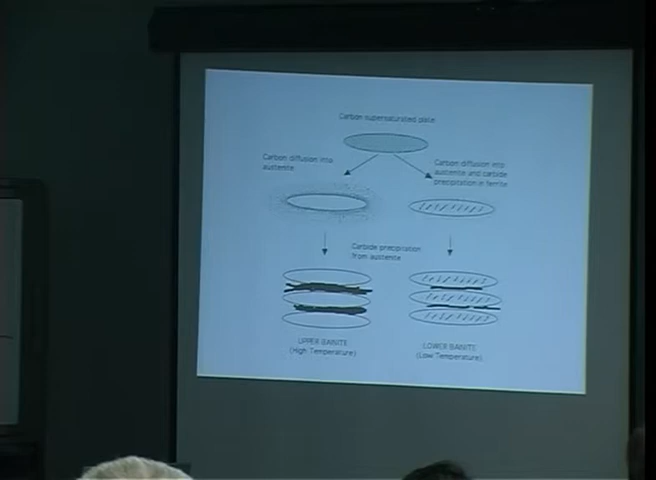 Carbon supersaturated plate
Carbon diffusion into
austenite
Carbon diffusion into
austenite and carbide
precipitation in ferrite
Carbide precipitation
from austenite
UPPER BAINITE
(High Temperature)
LOWER BAINITE
(Low Temperature)